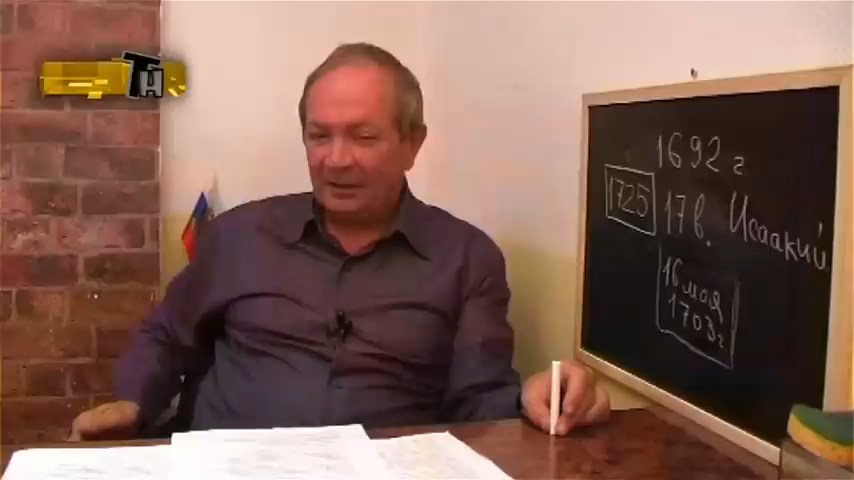 ТН
1692 г
1725
17 в. Исаакий
16 мая
1703 г.